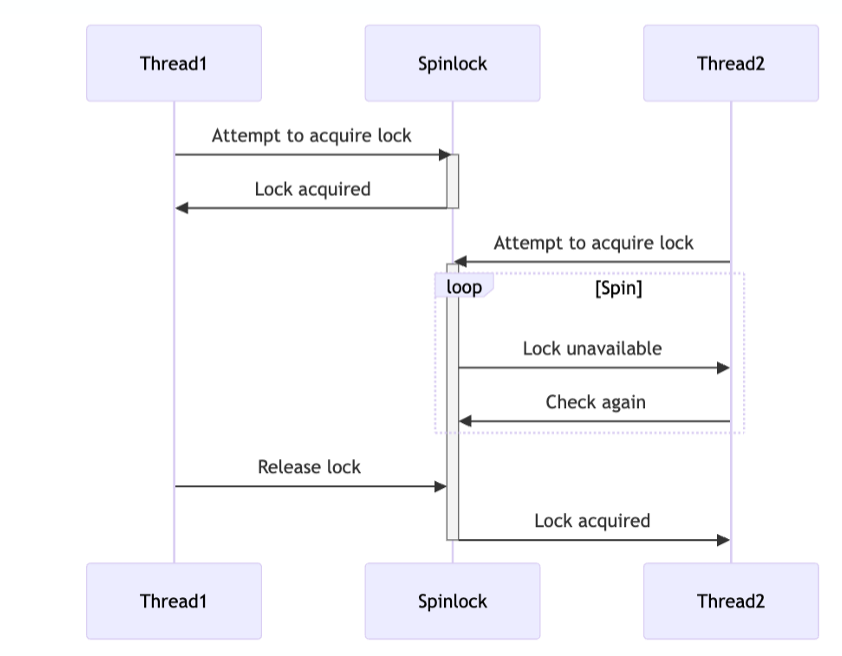 Thread1
Spinlock
Thread2
Attempt to acquire lock
Lock acquired
Attempt to acquire lock
loop
[Spin]
Lock unavailable
Check again
Release lock
Lock acquired
Thread1
Spinlock
Thread2